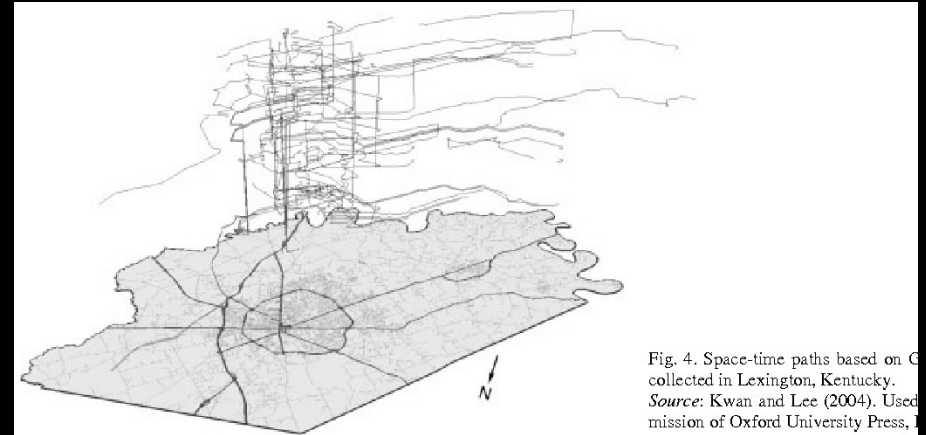 N
Fig. 4. Space-time paths based on G
collected in Lexington, Kentucky.
Source: Kwan and Lee (2004). Used
mission of Oxford University Press,